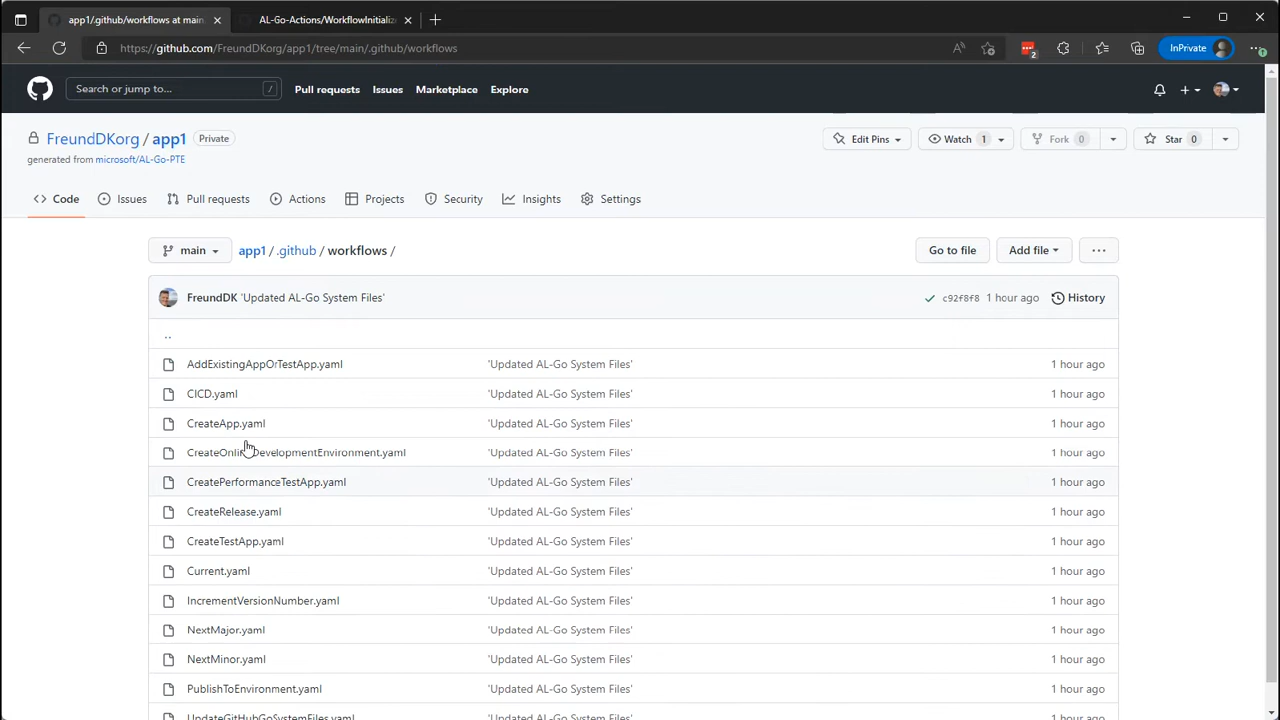 app1/.github/workflows at main
AL-Go-Actions/WorkflowInitialize
https://github.com/FreundDKorg/app1/tree/main/.github/workflows
2
InPrivate
Search or jump to...
/
Pull requests
Issues
Marketplace
Explore
FreundDKorg / app1
Private
Edit Pins
Watch 1
Fork 0
Star 0
generated from microsoft/AL-Go-PTE
Code
Issues
Pull requests
Actions
Projects
Security
Insights
Settings
main
app1 / .github / workflows /
Go to file
Add file
FreundDK 'Updated AL-Go System Files'
c92f8f8 1 hour ago
History
..
AddExistingAppOrTestApp.yaml 'Updated AL-Go System Files' 1 hour ago
CICD.yaml 'Updated AL-Go System Files' 1 hour ago
CreateApp.yaml 'Updated AL-Go System Files' 1 hour ago
CreateOnlineDevelopmentEnvironment.yaml 'Updated AL-Go System Files' 1 hour ago
CreatePerformanceTestApp.yaml 'Updated AL-Go System Files' 1 hour ago
CreateRelease.yaml 'Updated AL-Go System Files' 1 hour ago
CreateTestApp.yaml 'Updated AL-Go System Files' 1 hour ago
Current.yaml 'Updated AL-Go System Files' 1 hour ago
IncrementVersionNumber.yaml 'Updated AL-Go System Files' 1 hour ago
NextMajor.yaml 'Updated AL-Go System Files' 1 hour ago
NextMinor.yaml 'Updated AL-Go System Files' 1 hour ago
PublishToEnvironment.yaml 'Updated AL-Go System Files' 1 hour ago
UpdateGitHubGoSystemFiles.yaml 'Updated AL-Go System Files' 1 hour ago